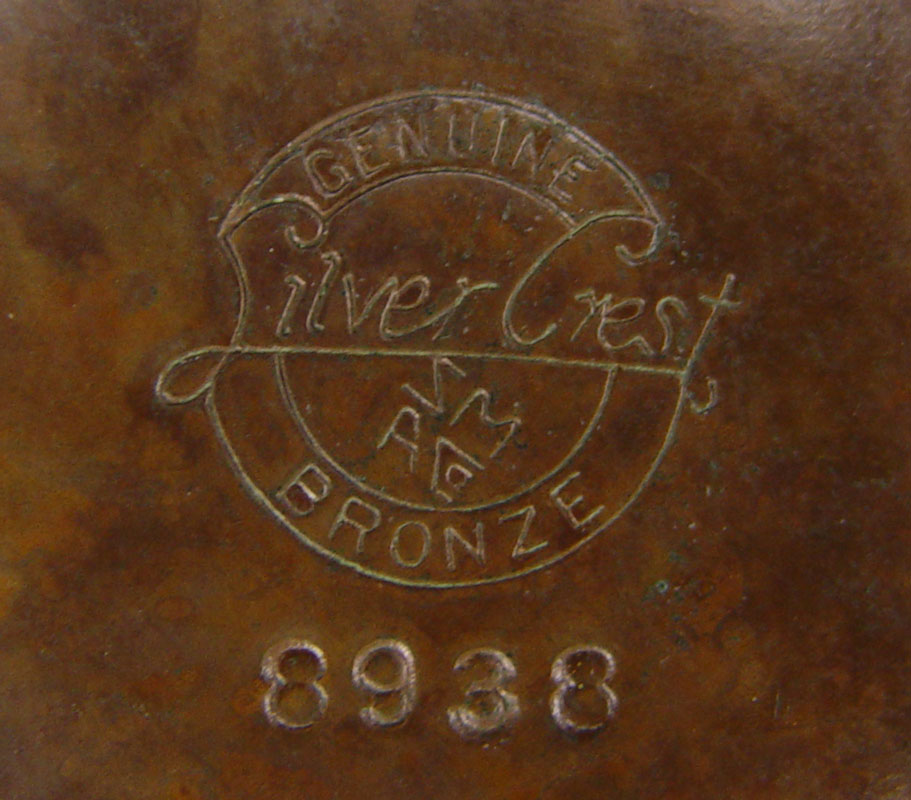 GENUINE
Silver Crest
BRONZE
8938